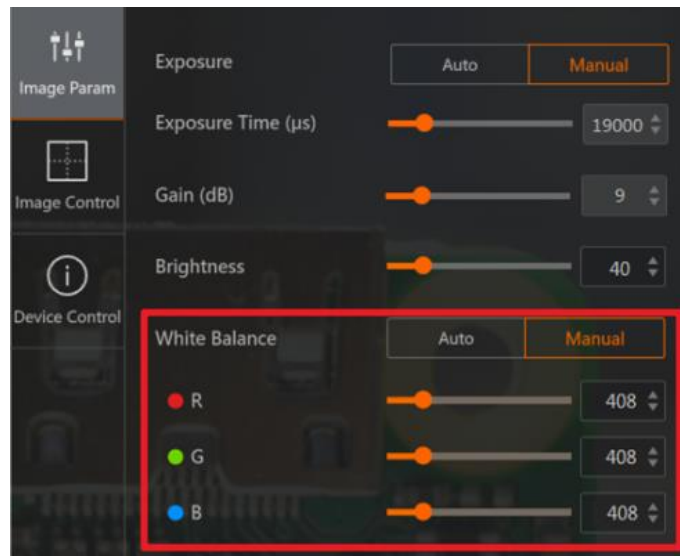 Image Param
Image Control
Device Control
Exposure Auto Manual
Exposure Time (µs) 19000
Gain (dB) 9
Brightness 40
White Balance Auto Manual
R 408
G 408
B 408